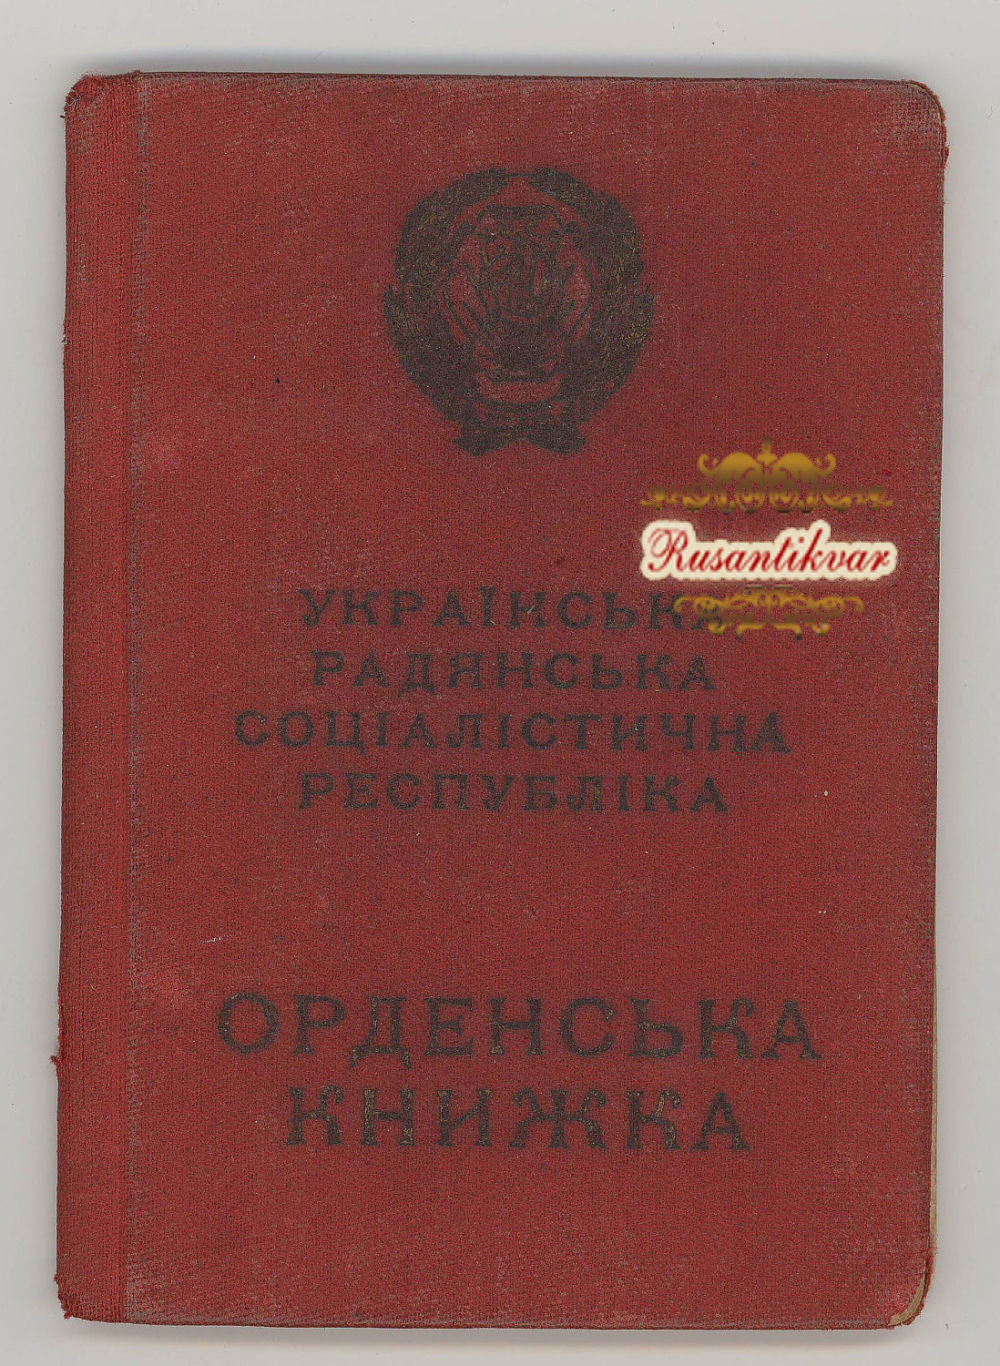 Rusantikvar
УКРАЇНСЬКА
РАДЯНСЬКА
СОЦІАЛІСТИЧНА
РЕСПУБЛІКА
ОРДЕНСЬКА
КНИЖКА